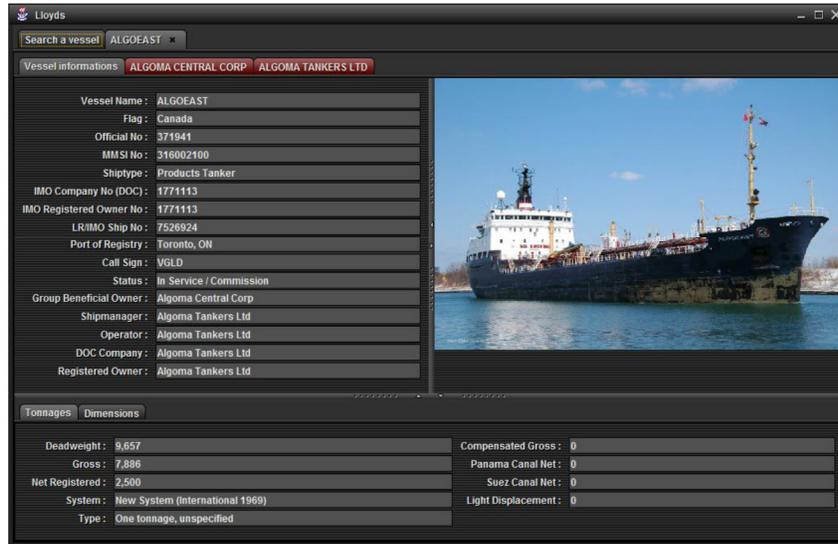 Lloyds
Search a vessel ALGOEAST
Vessel informations ALGOMA CENTRAL CORP ALGOMA TANKERS LTD
Vessel Name : ALGOEAST
Flag : Canada
Official No : 371941
MMSI No : 316002100
Shiptype : Products Tanker
IMO Company No (DOC) : 1771113
IMO Registered Owner No : 1771113
LR/IMO Ship No : 7526924
Port of Registry : Toronto, ON
Call Sign : VGLD
Status : In Service / Commission
Group Beneficial Owner : Algoma Central Corp
Shipmanager : Algoma Tankers Ltd
Operator : Algoma Tankers Ltd
DOC Company : Algoma Tankers Ltd
Registered Owner : Algoma Tankers Ltd
ALGOEAST
Tonnages Dimensions
Deadweight : 9,657
Gross : 7,886
Net Registered : 2,500
System : New System (International 1969)
Type : One tonnage, unspecified
Compensated Gross : 0
Panama Canal Net : 0
Suez Canal Net : 0
Light Displacement : 0